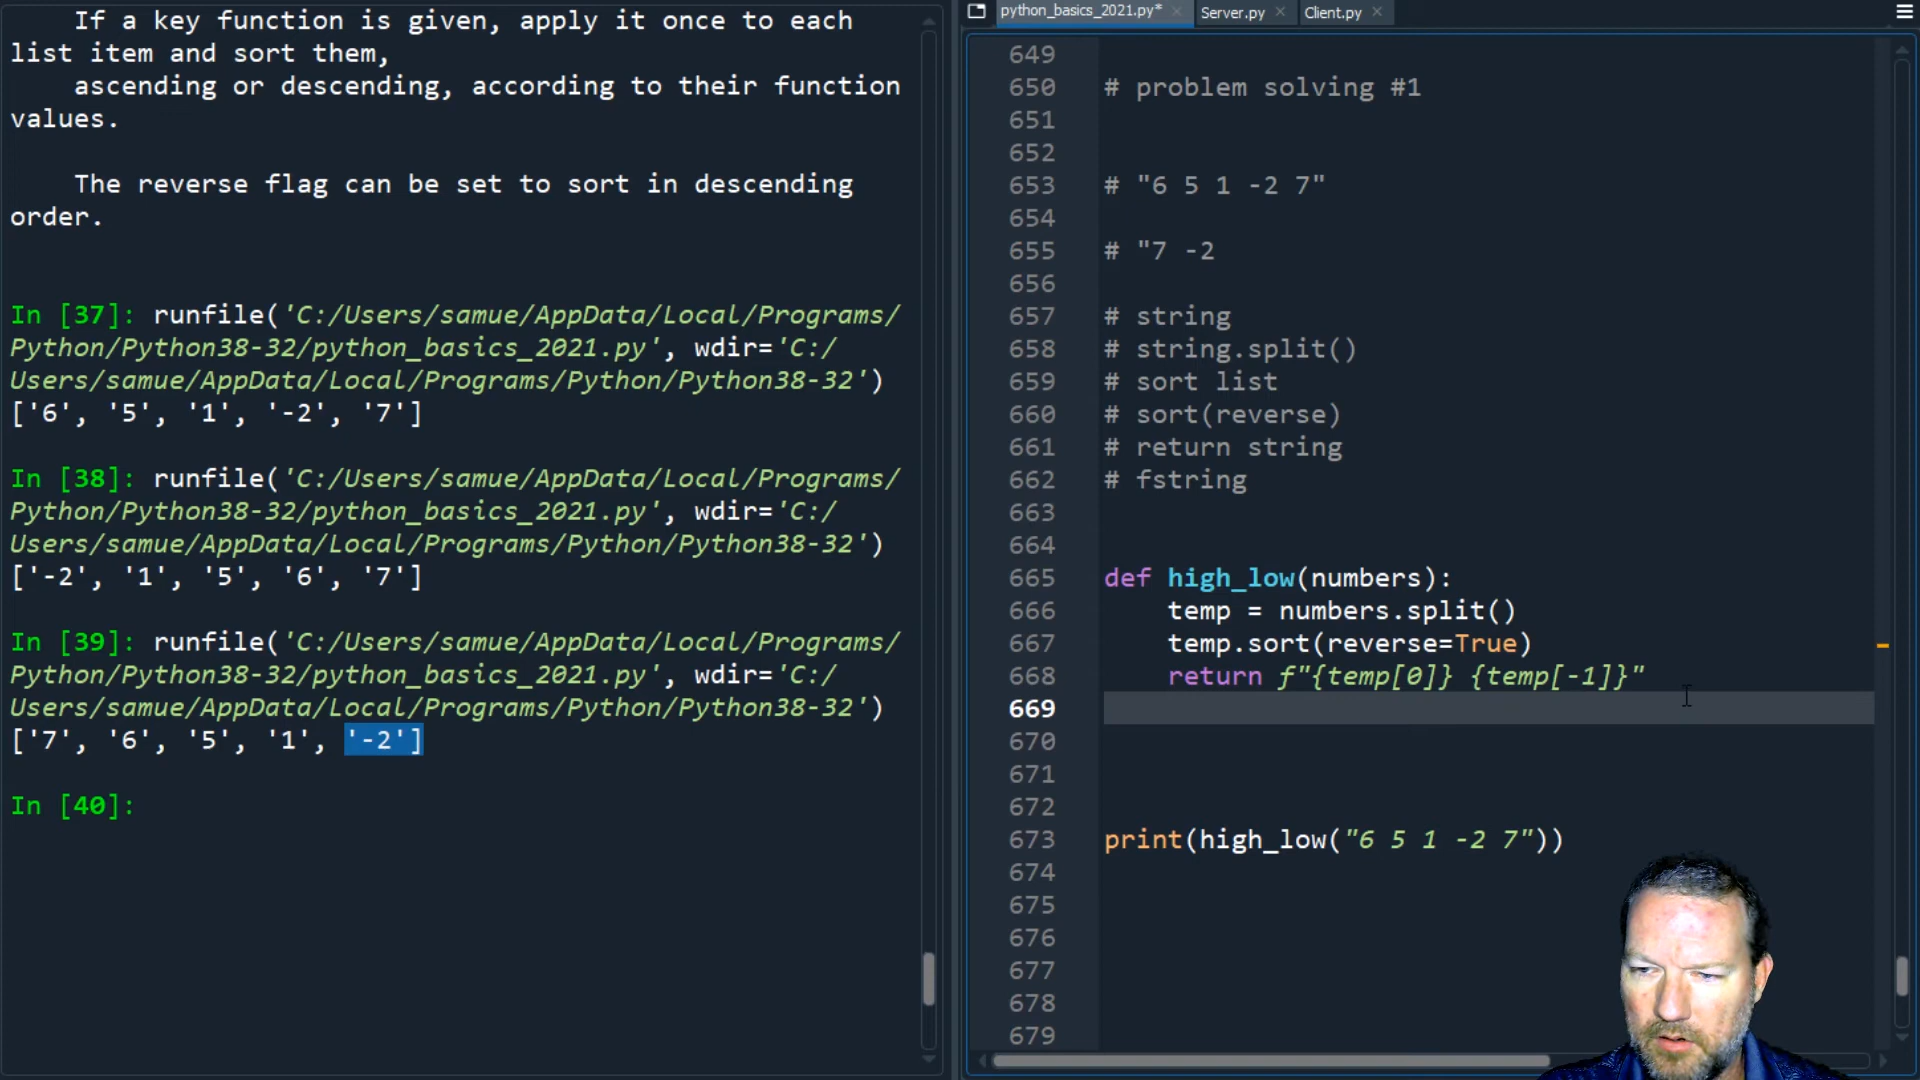 If a key function is given, apply it once to each
list item and sort them,
ascending or descending, according to their function
values.
The reverse flag can be set to sort in descending
order.
In [37]: runfile('C:/Users/samue/AppData/Local/Programs/
Python/Python38-32/python_basics_2021.py', wdir='C:/
Users/samue/AppData/Local/Programs/Python/Python38-32')
['6', '5', '1', '-2', '7']
In [38]: runfile('C:/Users/samue/AppData/Local/Programs/
Python/Python38-32/python_basics_2021.py', wdir='C:/
Users/samue/AppData/Local/Programs/Python/Python38-32')
['-2', '1', '5', '6', '7']
In [39]: runfile('C:/Users/samue/AppData/Local/Programs/
Python/Python38-32/python_basics_2021.py', wdir='C:/
Users/samue/AppData/Local/Programs/Python/Python38-32')
['7', '6', '5', '1', '-2']
In [40]:
python_basics_2021.py* Server.py Client.py
649
650 # problem solving #1
651
652
653 # "6 5 1 -2 7"
654
655 # "7 -2
656
657 # string
658 # string.split()
659 # sort list
660 # sort(reverse)
661 # return string
662 # fstring
663
664
665 def high_low(numbers):
666 temp = numbers.split()
667 temp.sort(reverse=True)
668 return f"{temp[0]} {temp[-1]}"
669
670
671
672
673 print(high_low("6 5 1 -2 7"))
674
675
676
677
678
679